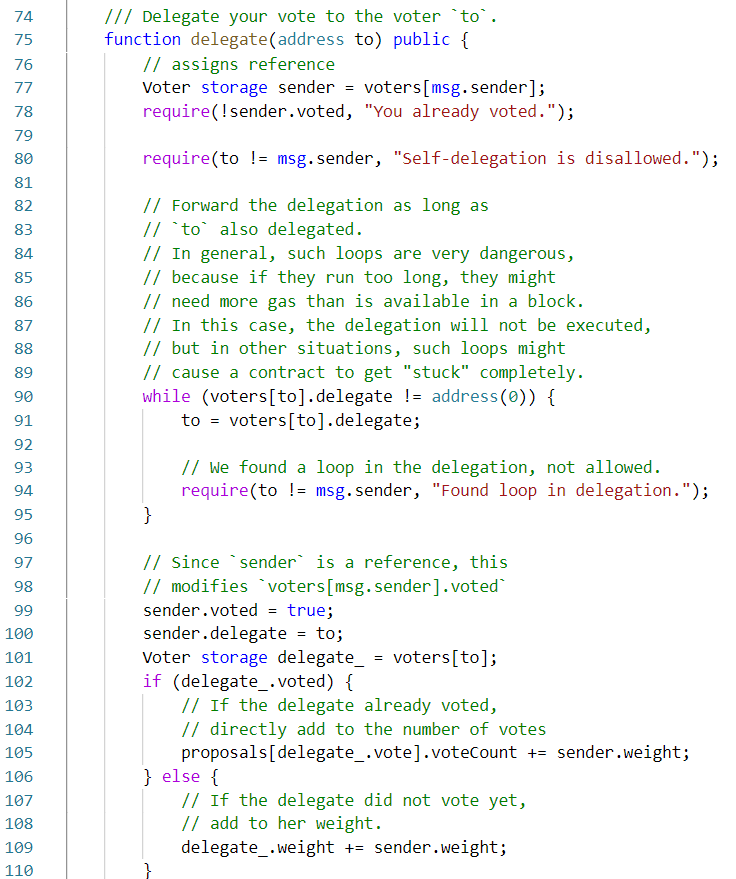 74 /// Delegate your vote to the voter `to`.
75 function delegate(address to) public {
76 // assigns reference
77 Voter storage sender = voters[msg.sender];
78 require(!sender.voted, "You already voted.");
79
80 require(to != msg.sender, "Self-delegation is disallowed.");
81
82 // Forward the delegation as long as
83 // `to` also delegated.
84 // In general, such loops are very dangerous,
85 // because if they run too long, they might
86 // need more gas than is available in a block.
87 // In this case, the delegation will not be executed,
88 // but in other situations, such loops might
89 // cause a contract to get "stuck" completely.
90 while (voters[to].delegate != address(0)) {
91 to = voters[to].delegate;
92
93 // We found a loop in the delegation, not allowed.
94 require(to != msg.sender, "Found loop in delegation.");
95 }
96
97 // Since `sender` is a reference, this
98 // modifies `voters[msg.sender].voted`
99 sender.voted = true;
100 sender.delegate = to;
101 Voter storage delegate_ = voters[to];
102 if (delegate_.voted) {
103 // If the delegate already voted,
104 // directly add to the number of votes
105 proposals[delegate_.vote].voteCount += sender.weight;
106 } else {
107 // If the delegate did not vote yet,
108 // add to her weight.
109 delegate_.weight += sender.weight;
110 }